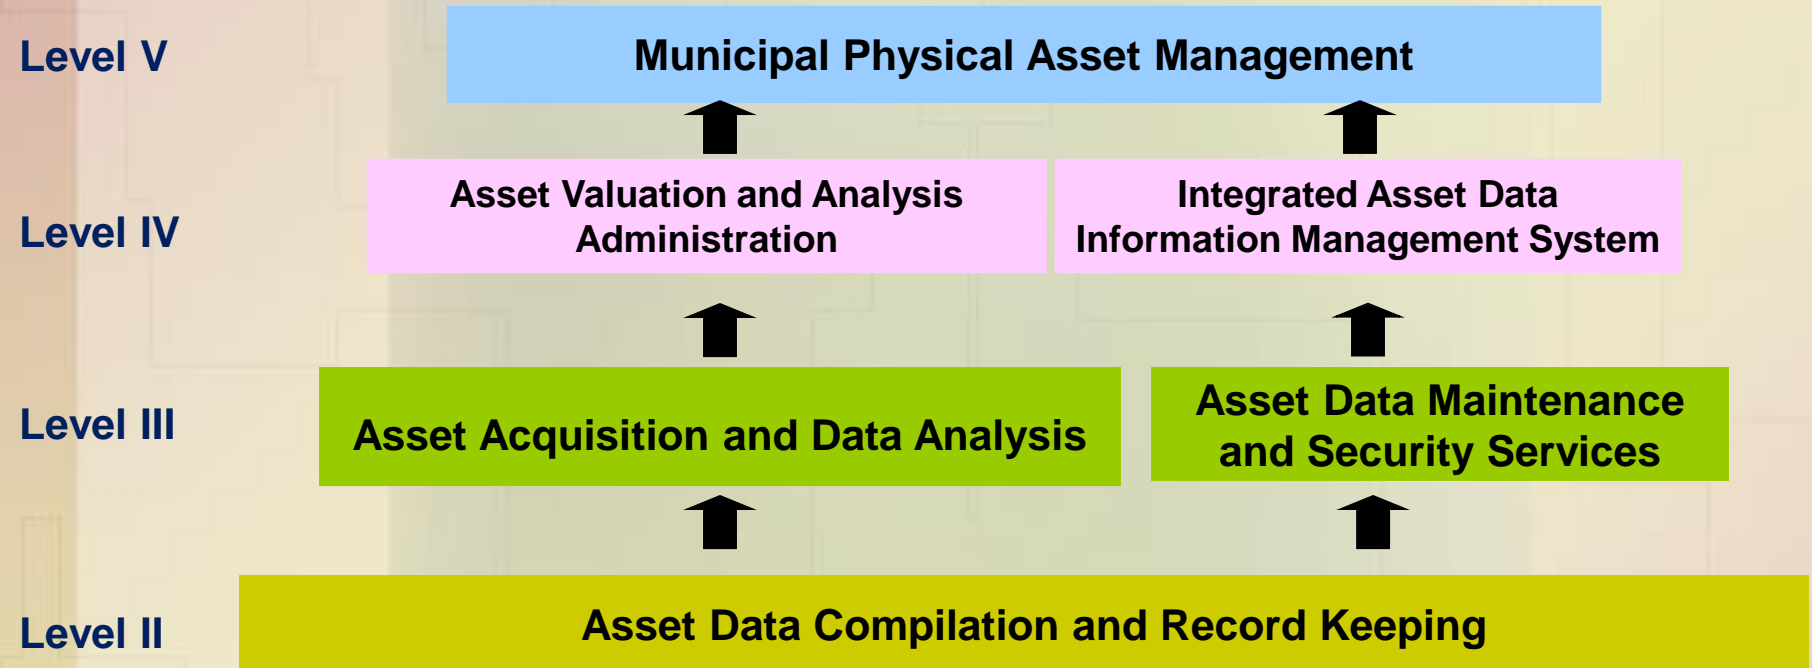 Level V
Municipal Physical Asset Management
Level IV
Asset Valuation and Analysis
Administration
Integrated Asset Data
Information Management System
Level III
Asset Acquisition and Data Analysis
Asset Data Maintenance
and Security Services
Level II
Asset Data Compilation and Record Keeping